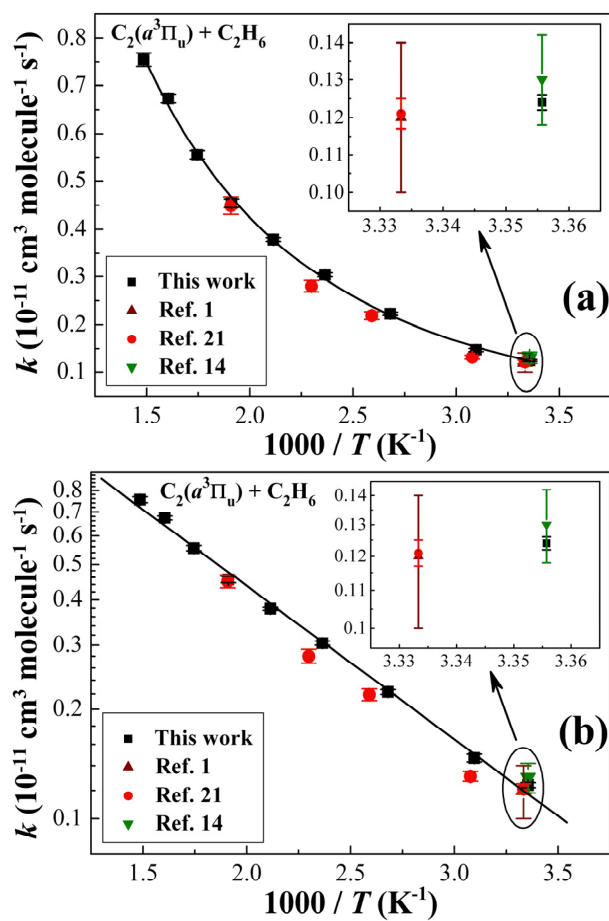 (a)
C₂(a³Πᵤ) + C₂H₆
k (10⁻¹¹ cm³ molecule⁻¹ s⁻¹)
0.8
0.7
0.6
0.5
0.4
0.3
0.2
0.1
0.14
0.13
0.12
0.11
0.10
3.33 3.34 3.35 3.36
This work
Ref. 1
Ref. 21
Ref. 14
1.5 2.0 2.5 3.0 3.5
1000 / T (K⁻¹)
(b)
C₂(a³Πᵤ) + C₂H₆
k (10⁻¹¹ cm³ molecule⁻¹ s⁻¹)
0.8
0.7
0.6
0.5
0.4
0.3
0.2
0.1
0.14
0.13
0.12
0.11
0.1
3.33 3.34 3.35 3.36
This work
Ref. 1
Ref. 21
Ref. 14
1.5 2.0 2.5 3.0 3.5
1000 / T (K⁻¹)